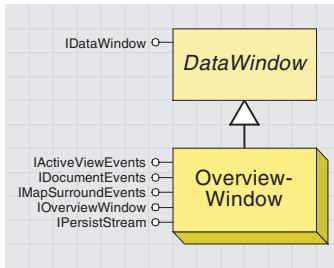 IDataWindow
DataWindow
IActiveViewEvents
IDocumentEvents
IMapSurroundEvents
IOverviewWindow
IPersistStream
Overview-
Window